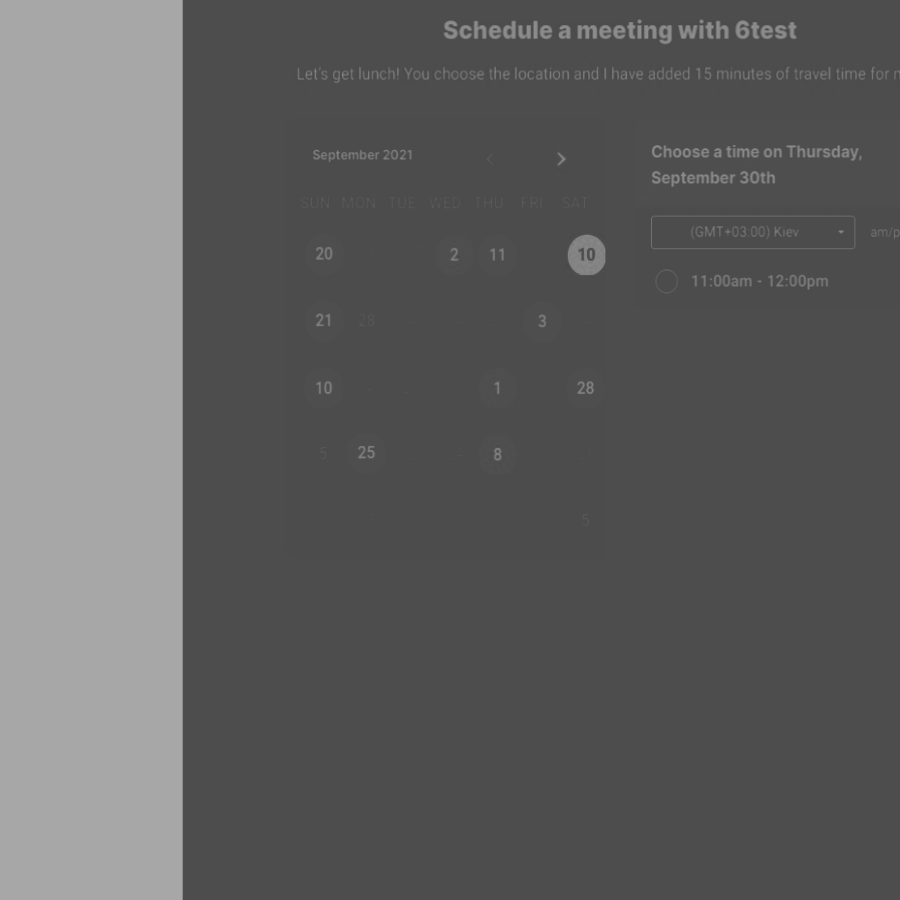 Schedule a meeting with 6test
Let's get lunch! You choose the location and I have added 15 minutes of travel time for
September 2021
SUN MON TUE WED THU FRI SAT
20 2 11 10
21 28 3
10 1 28
5 25 8
5
Choose a time on Thursday,
September 30th
(GMT+03:00) Kiev
am/p
11:00am - 12:00pm